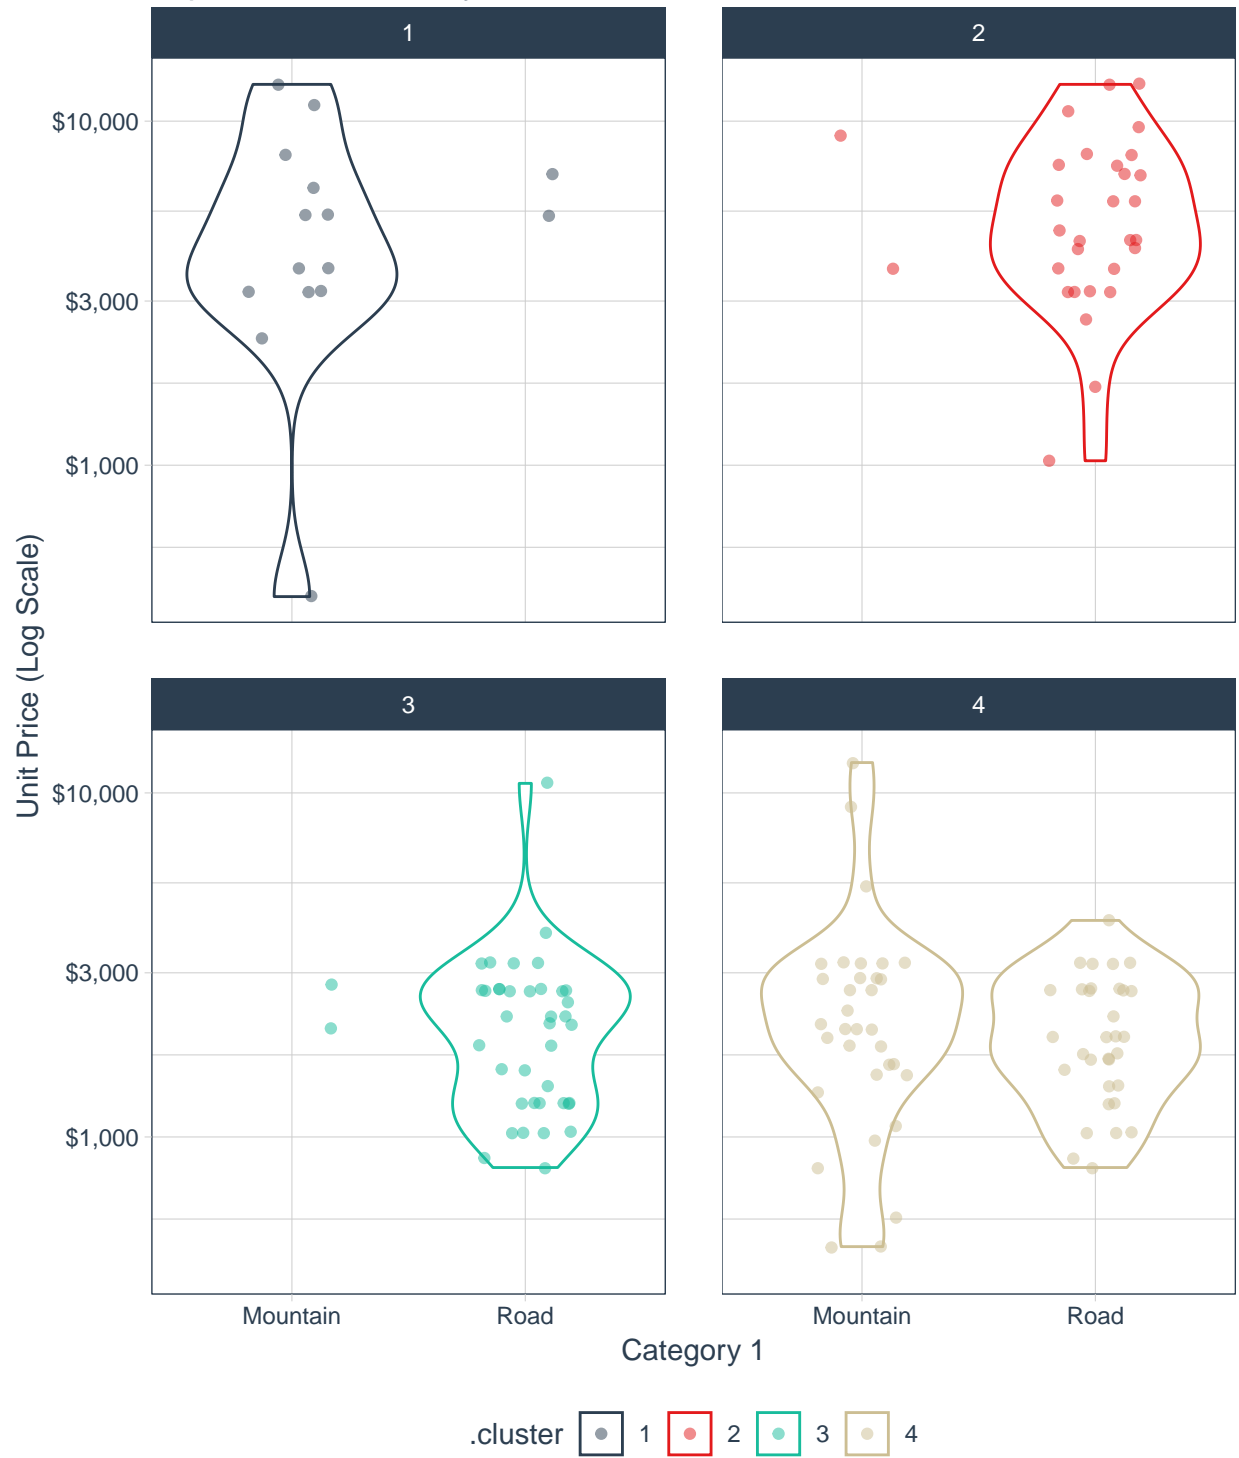 1
2
$10,000
$3,000
$1,000
Unit Price (Log Scale)
3
4
$10,000
$3,000
$1,000
Mountain
Road
Mountain
Road
Category 1
.cluster 1 2 3 4